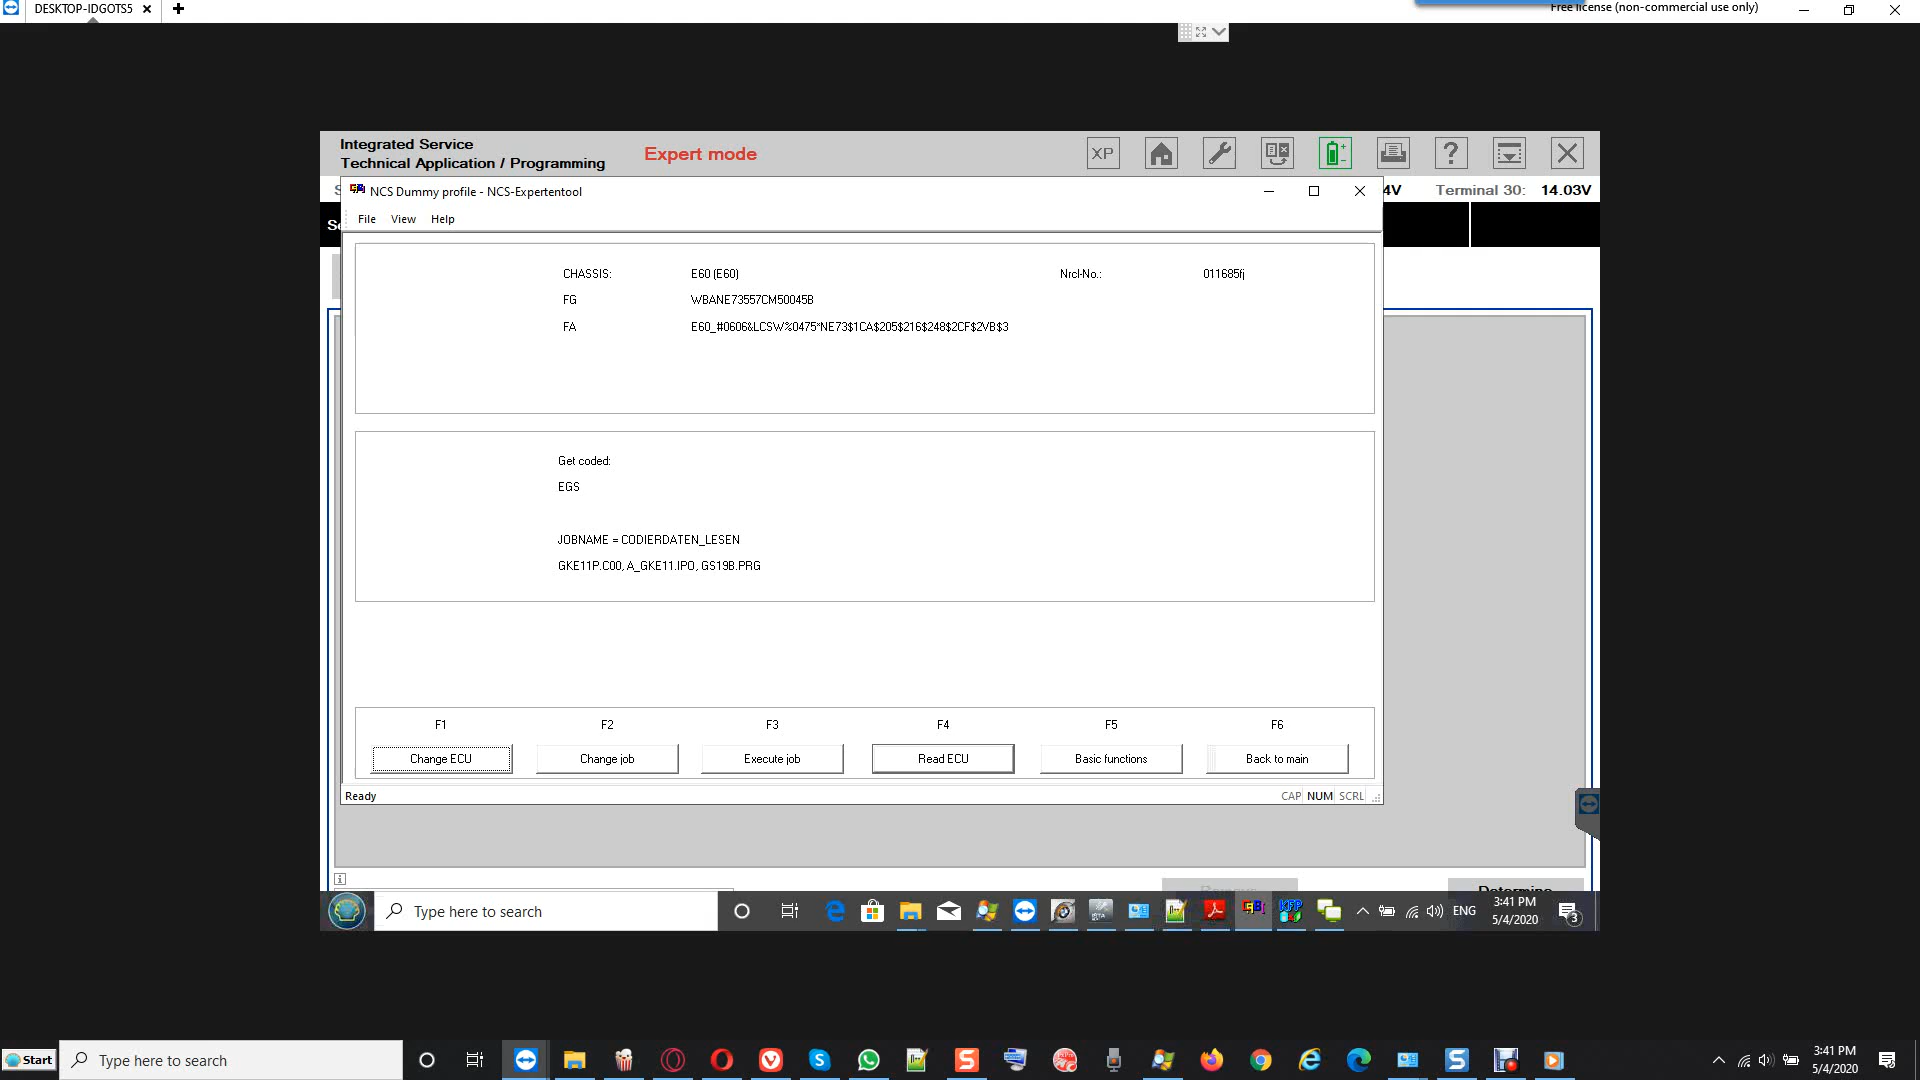 DESKTOP-IDGOTS5
Free license (non-commercial use only)
Integrated Service
Technical Application / Programming
Expert mode
XP
?
NCS Dummy profile - NCS-Expertentool
4V
Terminal 30: 14.03V
File View Help
CHASSIS: E60 (E60) Nrcl-No.: 011685fj
FG WBANE73557CM50045B
FA E60_#0606&LCSW%0475*NE73$1CA$205$216$248$2CF$2VB$3
Get coded:
EGS
JOBNAME = CODIERDATEN_LESEN
GKE11P.C00, A_GKE11.IPO, GS19B.PRG
F1 F2 F3 F4 F5 F6
Change ECU Change job Execute job Read ECU Basic functions Back to main
Ready CAP NUM SCRL
Type here to search
ENG
3:41 PM
5/4/2020
3
Start
Type here to search
3:41 PM
5/4/2020